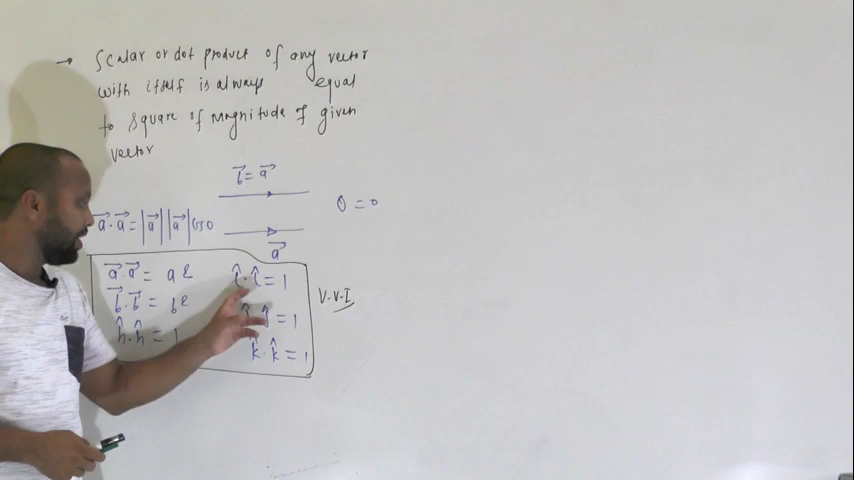 → Scalar or dot product of any vector
with itself is always equal
to square of magnitude of given
vector
b⃗ = a⃗
θ = 0
a⃗ · a⃗ = |a⃗| |a⃗| cos0
a⃗
a⃗ · a⃗ = a²
b⃗ · b⃗ = b²
n̂ · n̂ = 1
î · î = 1
ĵ = 1
k̂ · k̂ = 1
V.V.I